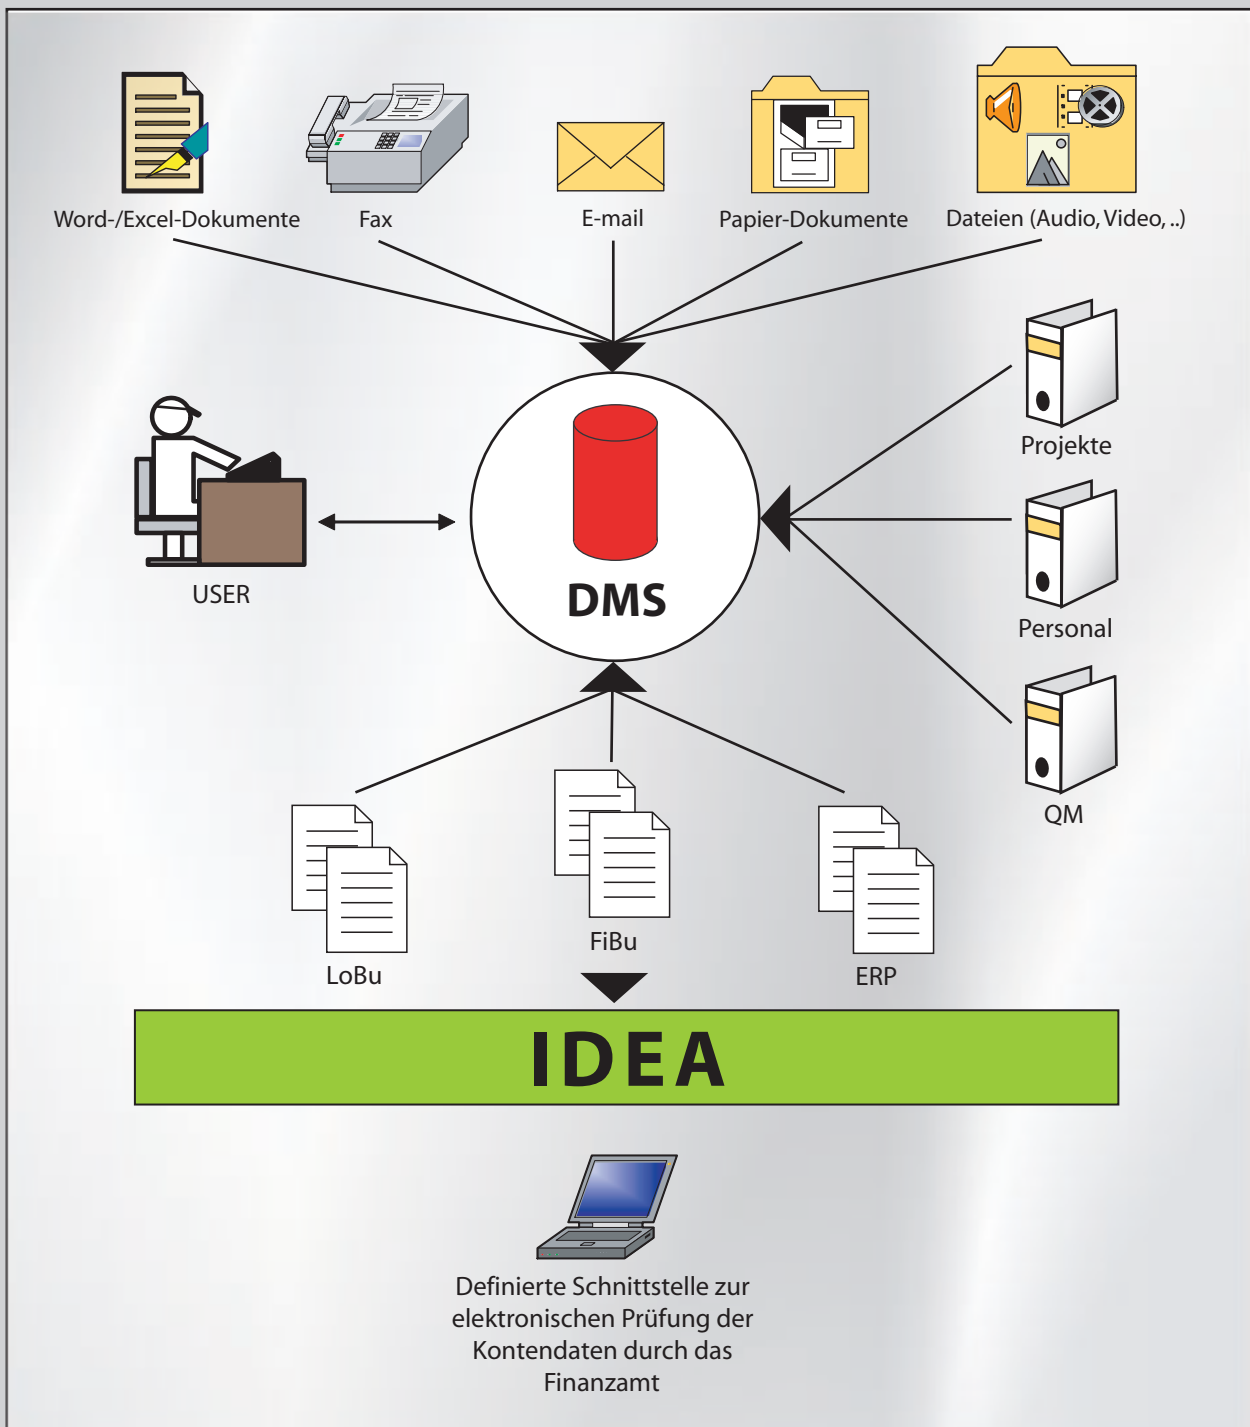 Word-/Excel-Dokumente
Fax
E-mail
Papier-Dokumente
Dateien (Audio, Video, ..)
Projekte
DMS
USER
Personal
QM
LoBu
FiBu
ERP
IDEA
Definierte Schnittstelle zur
elektronischen Prüfung der
Kontendaten durch das
Finanzamt